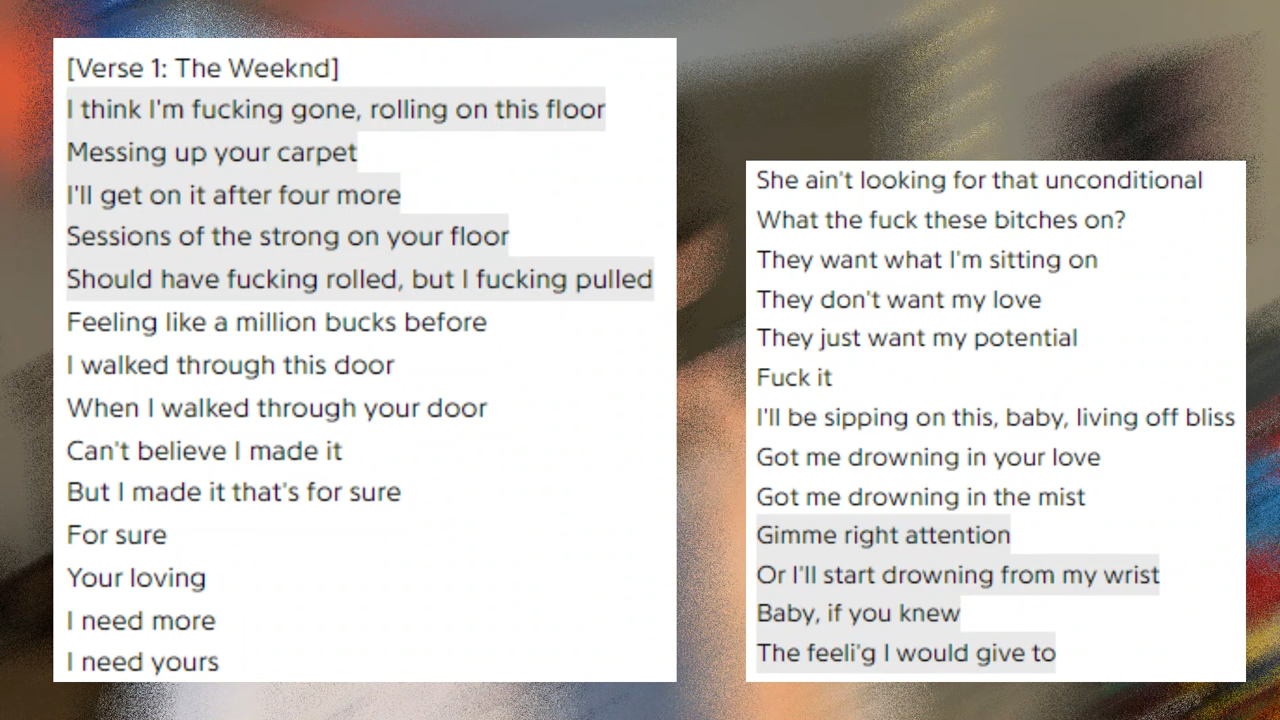 [Verse 1: The Weeknd]
I think I'm fucking gone, rolling on this floor
Messing up your carpet
I'll get on it after four more
Sessions of the strong on your floor
Should have fucking rolled, but I fucking pulled
Feeling like a million bucks before
I walked through this door
When I walked through your door
Can't believe I made it
But I made it that's for sure
For sure
Your loving
I need more
I need yours
She ain't looking for that unconditional
What the fuck these bitches on?
They want what I'm sitting on
They don't want my love
They just want my potential
Fuck it
I'll be sipping on this, baby, living off bliss
Got me drowning in your love
Got me drowning in the mist
Gimme right attention
Or I'll start drowning from my wrist
Baby, if you knew
The feeli'g I would give to